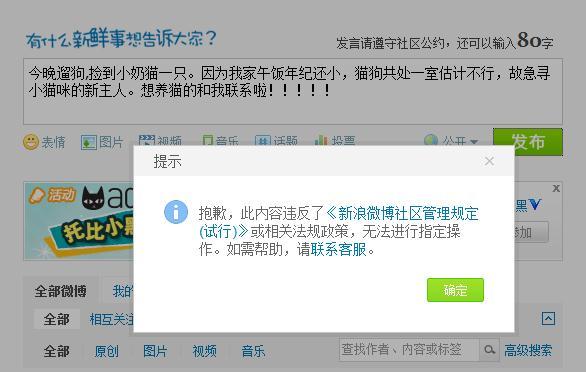 有什么新鲜事想告诉大家?
发言请遵守社区公约，还可以输入80字
今晚遛狗,捡到小奶猫一只。因为我家午饭年纪还小，猫狗共处一室估计不行，故急寻
小猫咪的新主人。想养猫的和我联系啦！！！！！
表情 图片 视频 音乐 话题 投票 公开 发布
提示
活动
托比小黑
黑
抱歉，此内容违反了《新浪微博社区管理规定
(试行)》或相关法规政策，无法进行指定操
作。如需帮助，请联系客服。
确定
全部微博 我的
全部 相互关注
全部 原创 图片 视频 音乐 查找作者、内容或标签 高级搜索